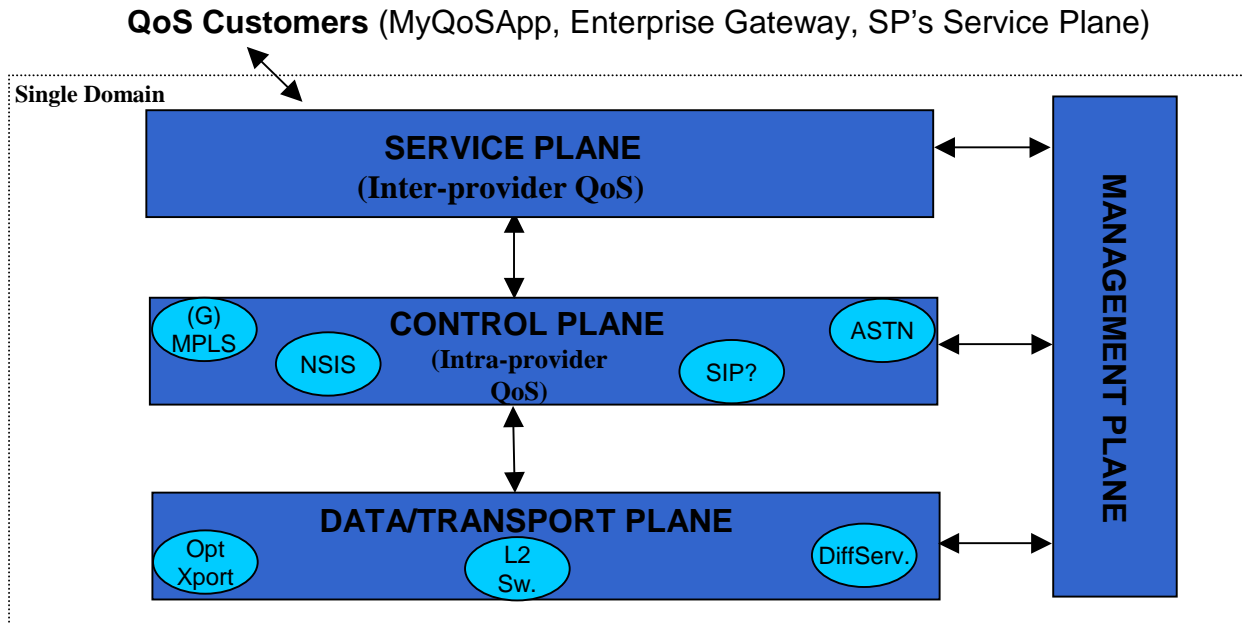 QoS Customers (MyQoSApp, Enterprise Gateway, SP’s Service Plane)
Single Domain
SERVICE PLANE
(Inter-provider QoS)
MANAGEMENT PLANE
(G)
MPLS
NSIS
CONTROL PLANE
(Intra-provider
QoS)
SIP?
ASTN
DATA/TRANSPORT PLANE
Opt
Xport
L2
Sw.
DiffServ.